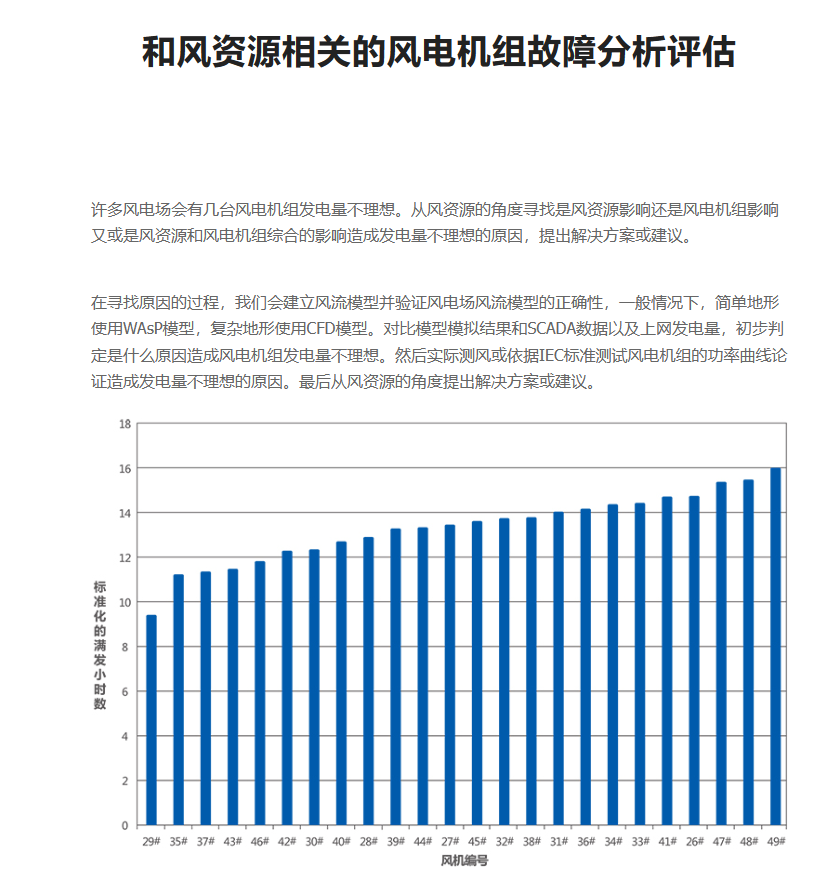 和风资源相关的风电机组故障分析评估
许多风电场会有几台风电机组发电量不理想。从风资源的角度寻找是风资源影响还是风电机组影响
又或是风资源和风电机组综合的影响造成发电量不理想的原因，提出解决方案或建议。
在寻找原因的过程，我们会建立风流模型并验证风电场风流模型的正确性，一般情况下，简单地形
使用WAsP模型，复杂地形使用CFD模型。对比模型模拟结果和SCADA数据以及上网发电量，初步判
定是什么原因造成风电机组发电量不理想。然后实际测风或依据IEC标准测试风电机组的功率曲线论
证造成发电量不理想的原因。最后从风资源的角度提出解决方案或建议。
标准化的满发小时数
18
16
14
12
10
8
6
4
2
0
29# 35# 37# 43# 46# 42# 30# 40# 28# 39# 44# 27# 45# 32# 38# 31# 36# 34# 33# 41# 26# 47# 48# 49#
风机编号